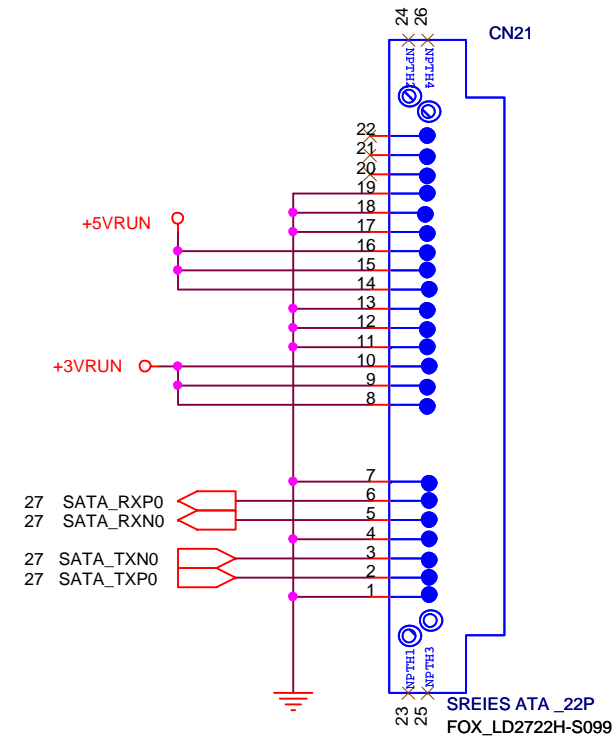 24 26
CN21
NPTH2 NPTH4
22
21
20
19
18
+5VRUN
17
16
15
14
13
12
11
+3VRUN
10
9
8
7
27 SATA_RXP0
6
27 SATA_RXN0
5
4
27 SATA_TXN0
3
27 SATA_TXP0
2
1
NPTH1 NPTH3
23 25
SREIES ATA _22P
FOX_LD2722H-S099